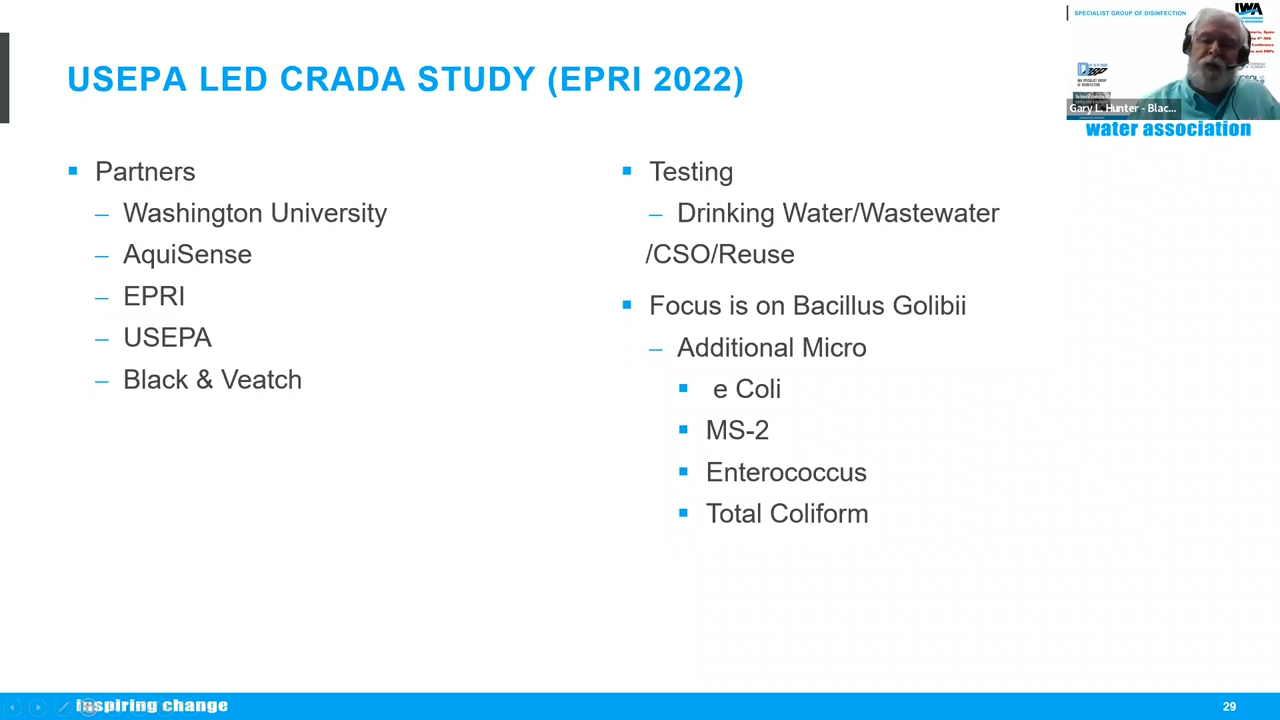 USEPA LED CRADA STUDY (EPRI 2022)
Partners
– Washington University
– AquiSense
– EPRI
– USEPA
– Black & Veatch
Testing
– Drinking Water/Wastewater
/CSO/Reuse
Focus is on Bacillus Golibii
– Additional Micro
e Coli
MS-2
Enterococcus
Total Coliform
SPECIALIST GROUP OF DISINFECTION
IWA
Gary L. Hunter - Blac...
water association
inspiring change
29